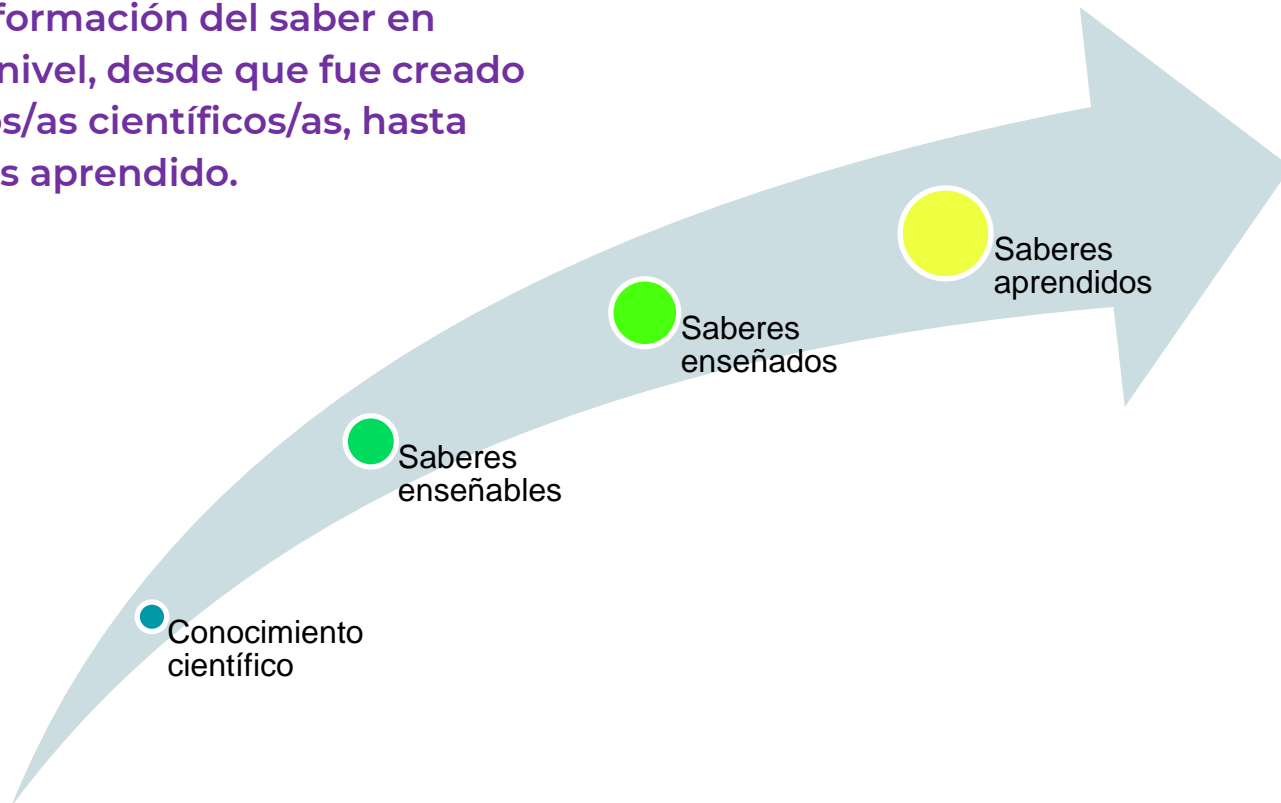 formación del saber en
nivel, desde que fue creado
os/as científicos/as, hasta
s aprendido.
Saberes
aprendidos
Saberes
enseñados
Saberes
enseñables
Conocimiento
científico